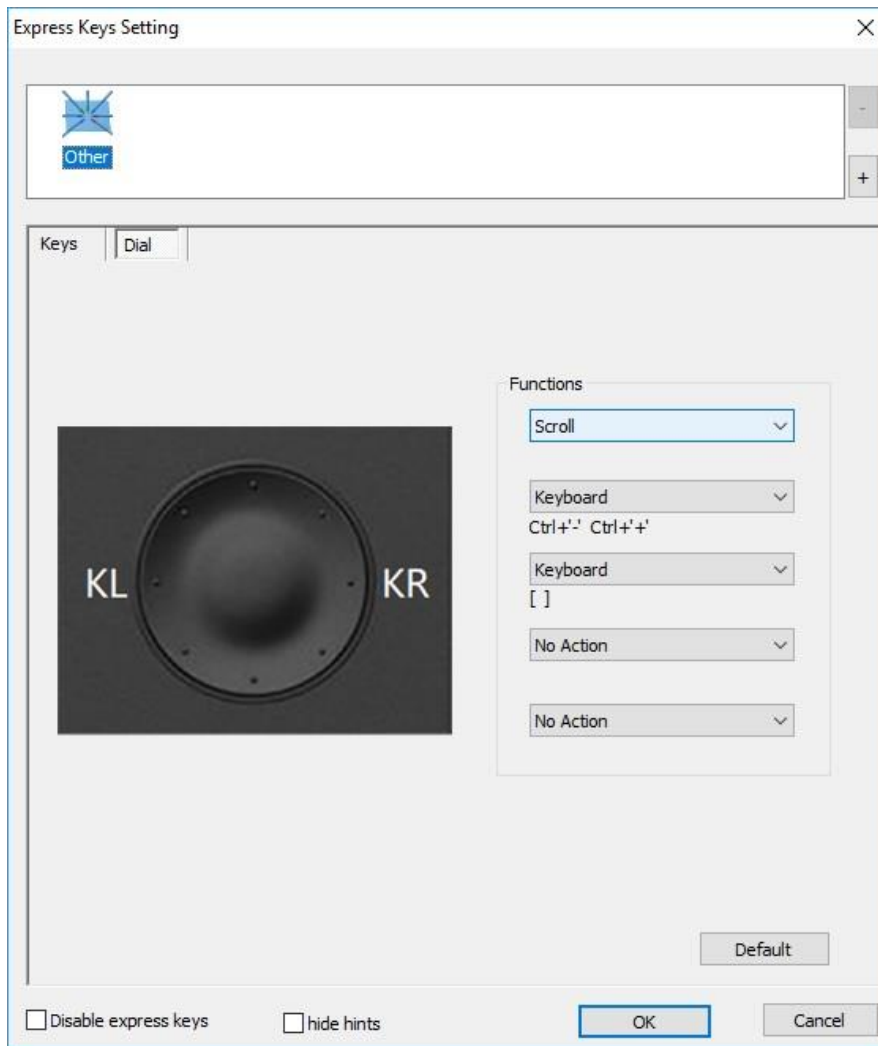 Express Keys Setting
-
Other
+
Keys Dial
Functions
Scroll
Keyboard
Ctrl+'-' Ctrl+'+'
KL KR
Keyboard
[ ]
No Action
No Action
Default
Disable express keys hide hints OK Cancel